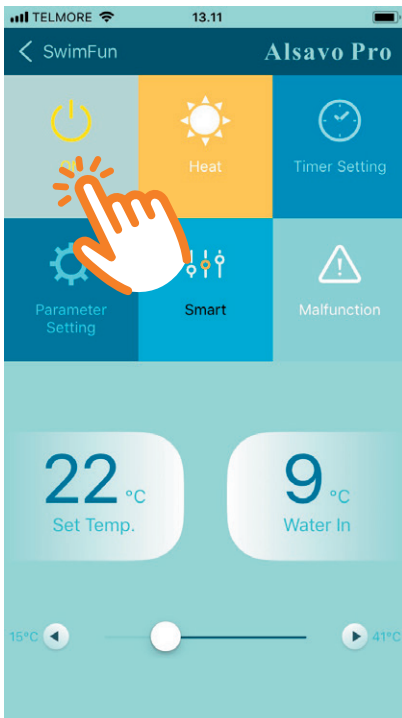 TELMORE 13.11
SwimFun Alsavo Pro
Heat
Timer Setting
Parameter
Setting
Smart
Malfunction
22 °C
Set Temp.
9 °C
Water In
15°C
41°C